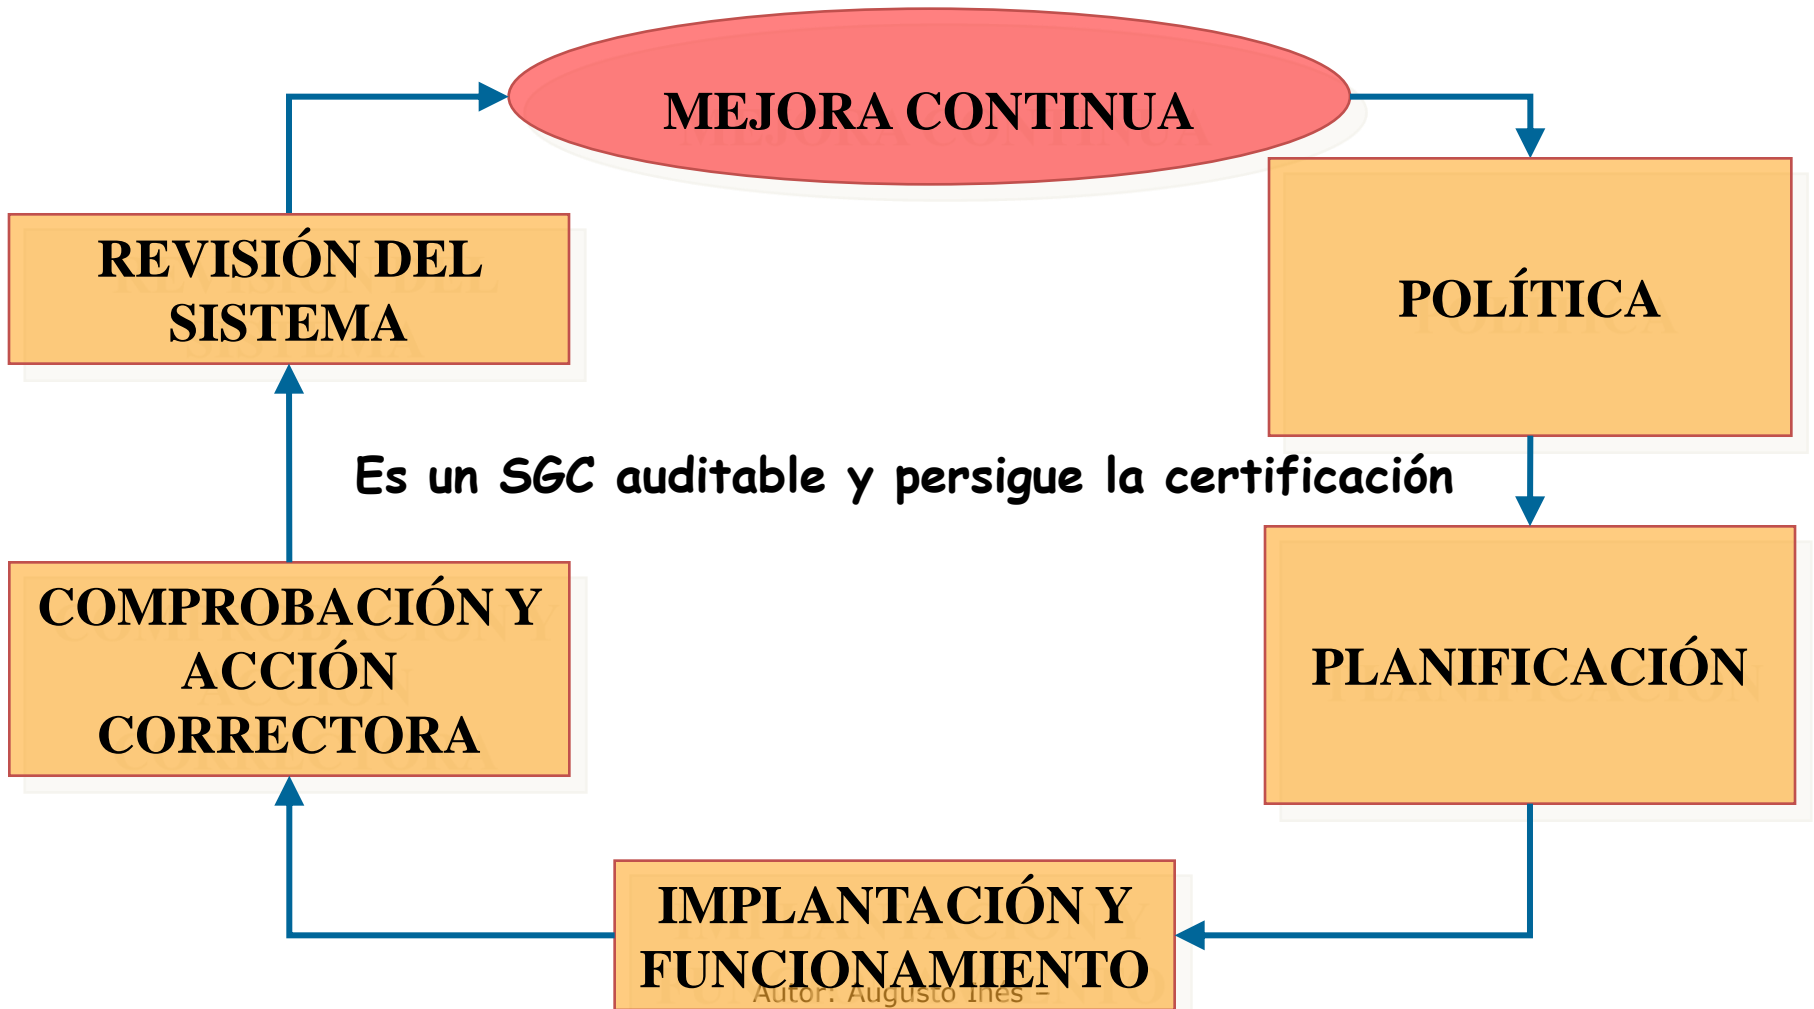 MEJORA CONTINUA
REVISIÓN DEL
SISTEMA
POLÍTICA
Es un SGC auditable y persigue la certificación
COMPROBACIÓN Y
ACCIÓN
CORRECTORA
PLANIFICACIÓN
IMPLANTACIÓN Y
FUNCIONAMIENTO
Autor: Augusto Inés –